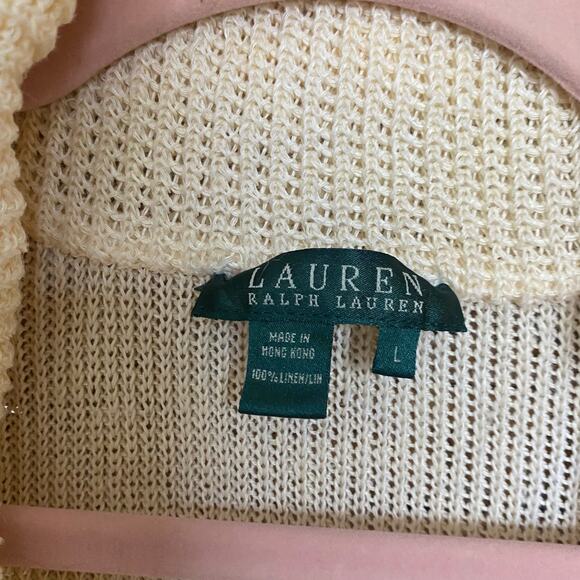 LAUREN
RALPH LAUREN
MADE IN
HONG KONG
100% LINEN/LIN
L